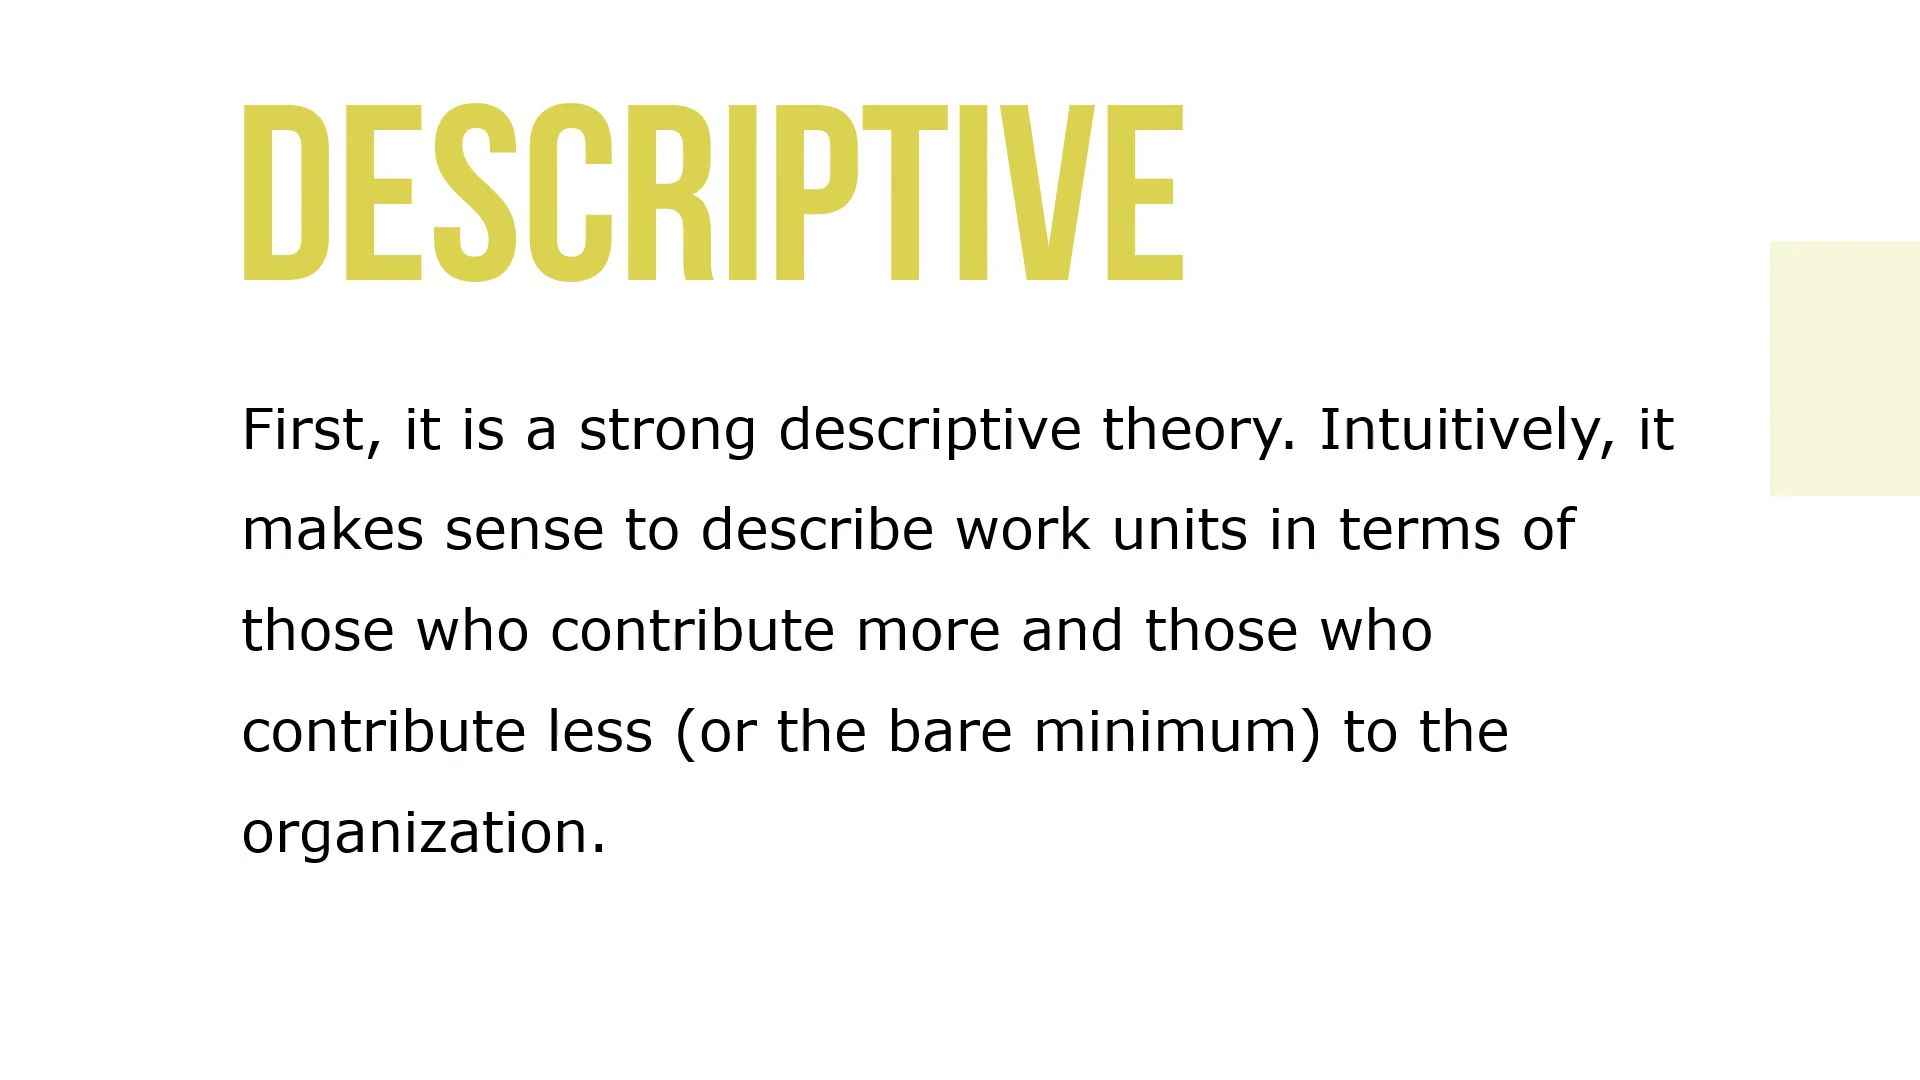 DESCRIPTIVE
First, it is a strong descriptive theory. Intuitively, it
makes sense to describe work units in terms of
those who contribute more and those who
contribute less (or the bare minimum) to the
organization.